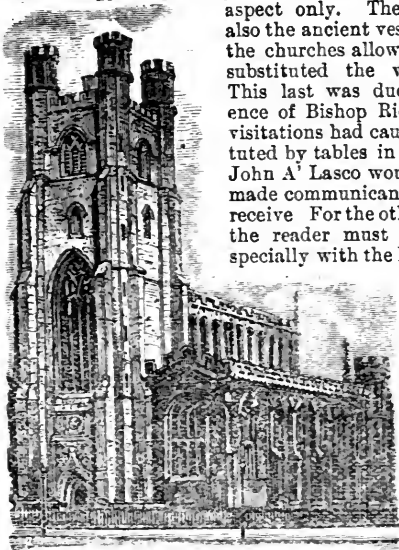 aspect only. The
also the ancient ves
the churches allow
substituted the v
This last was du
ence of Bishop Ri
visitations had cau
tuted by tables in
John A' Lasco wou
made communican
receive For the ot
the reader must
specially with the